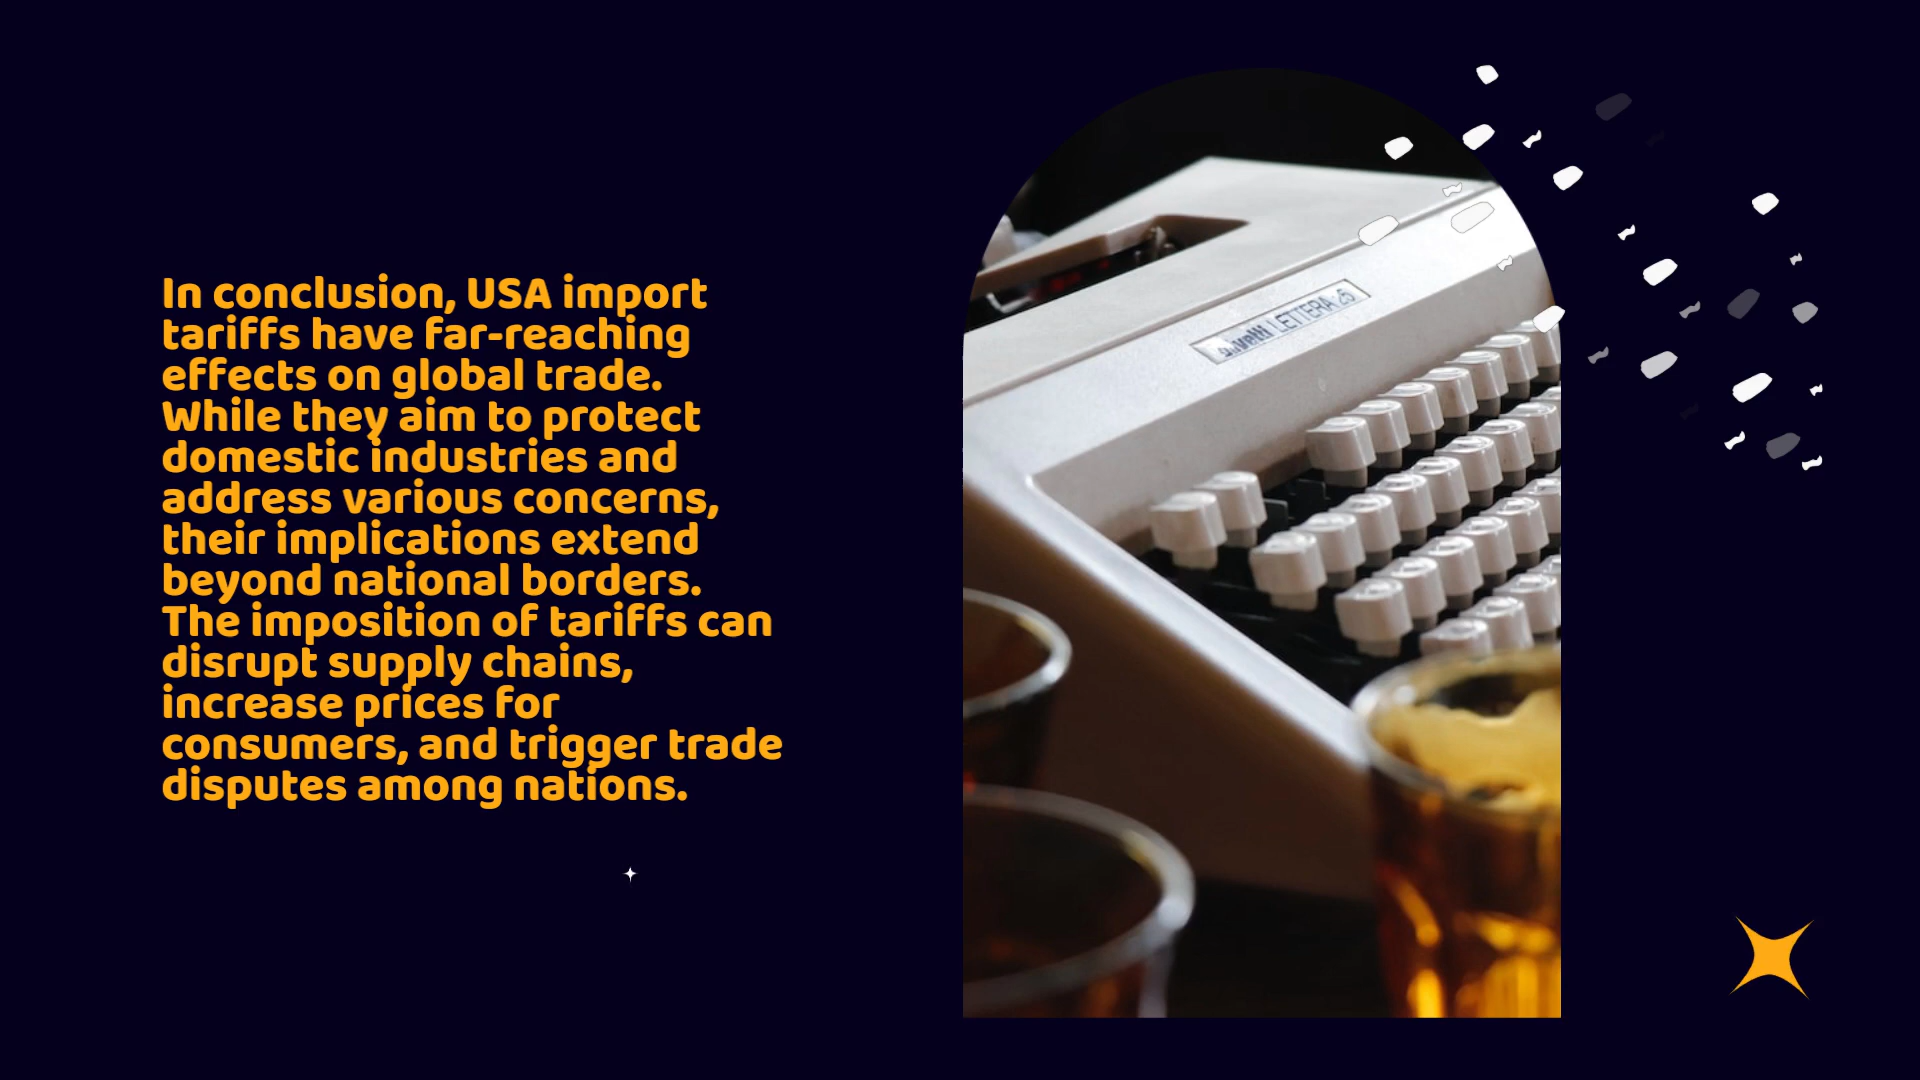 In conclusion, USA import
tariffs have far-reaching
effects on global trade.
While they aim to protect
domestic industries and
address various concerns,
their implications extend
beyond national borders.
The imposition of tariffs can
disrupt supply chains,
increase prices for
consumers, and trigger trade
disputes among nations.
olivetti LETTERA 25